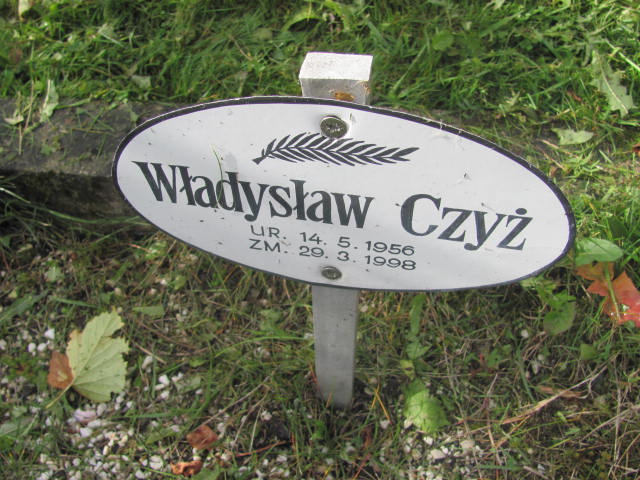 Władysław Czyż
UR. 14. 5. 1956
ZM. 29. 3. 1998